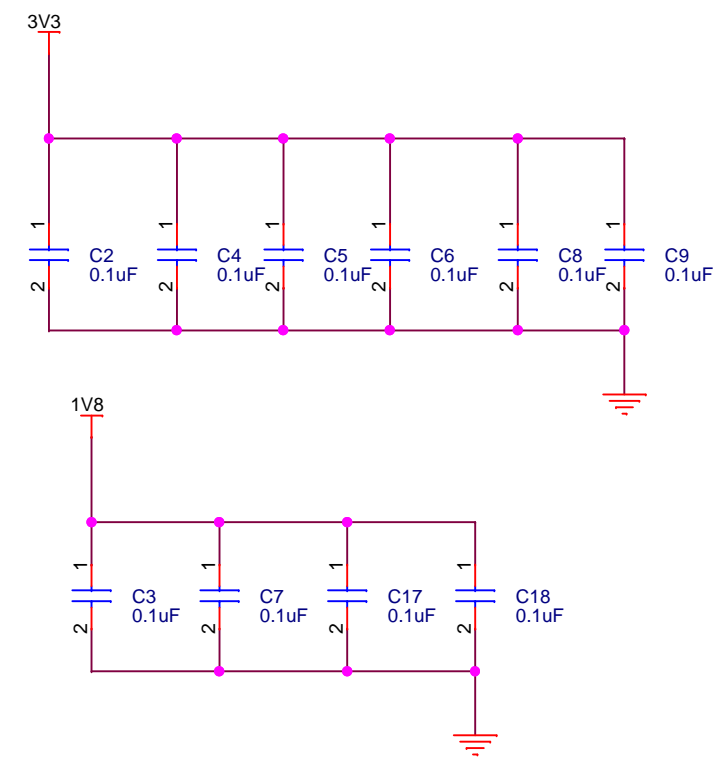 3V3
1 1 1 1 1 1
C2 C4 C5 C6 C8 C9
0.1uF 0.1uF 0.1uF 0.1uF 0.1uF 0.1uF
2 2 2 2 2 2
1V8
1 1 1 1
C3 C7 C17 C18
0.1uF 0.1uF 0.1uF 0.1uF
2 2 2 2